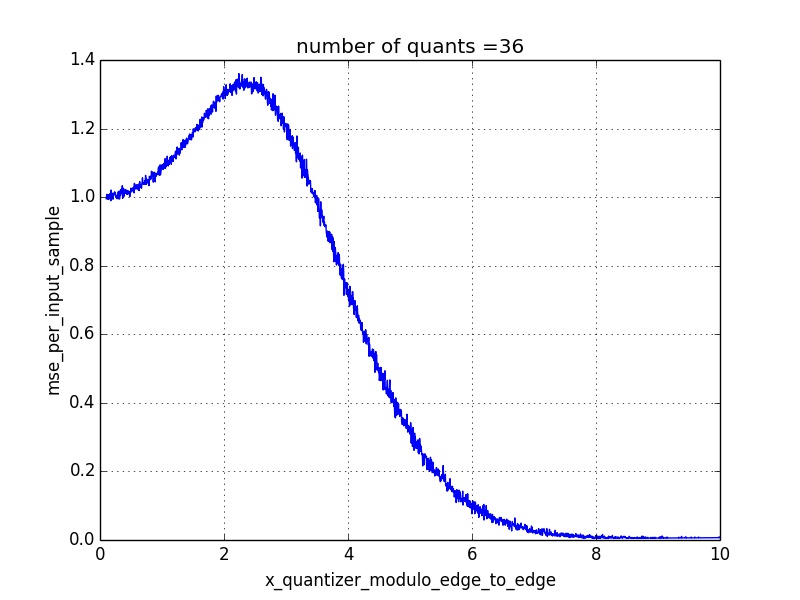 number of quants =36
1.4
1.2
1.0
0.8
0.6
0.4
0.2
0.0
mse_per_input_sample
0 2 4 6 8 10
x_quantizer_modulo_edge_to_edge